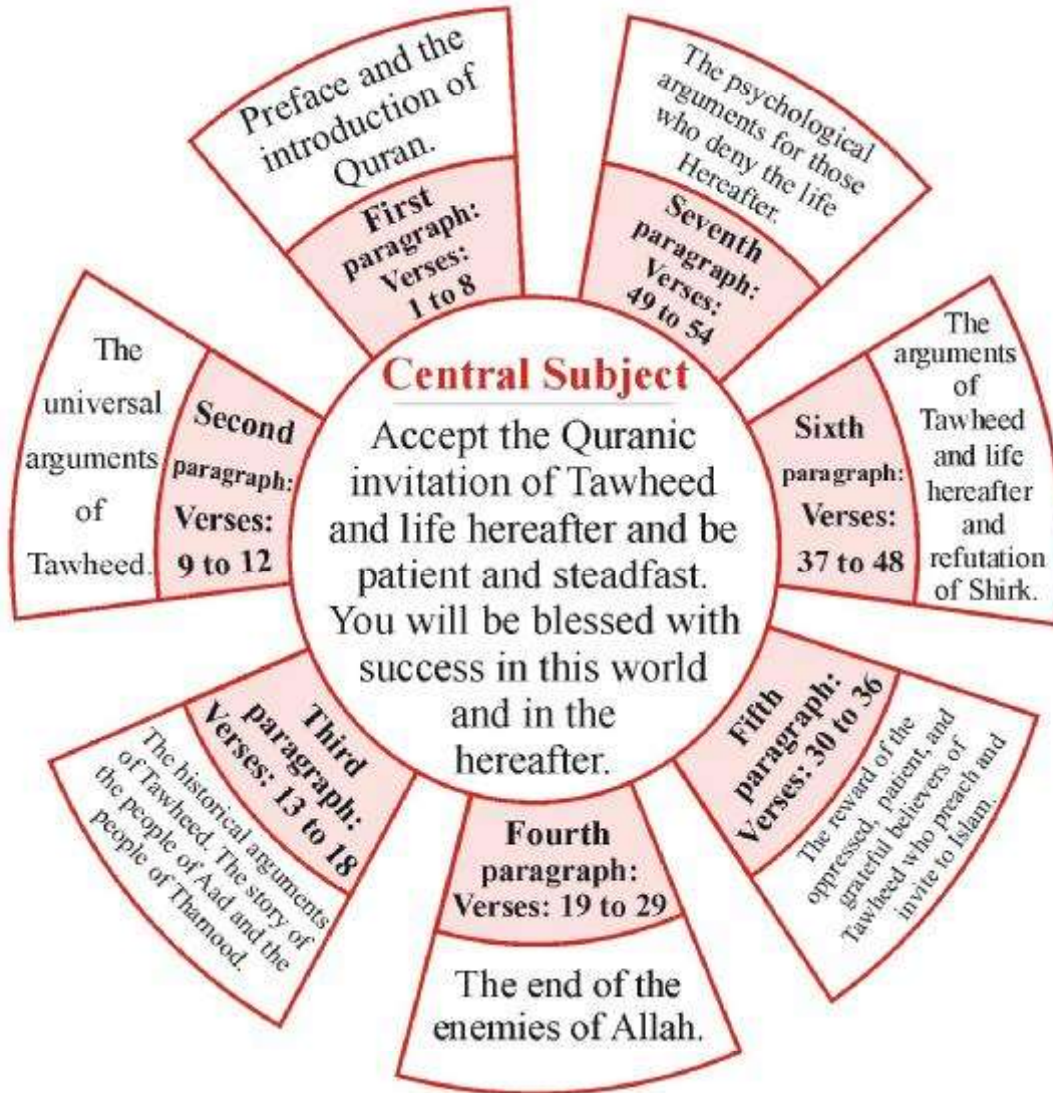 Central Subject
Accept the Quranic
invitation of Tawheed
and life hereafter and be
patient and steadfast.
You will be blessed with
success in this world
and in the
hereafter.
First
paragraph:
Verses:
1 to 8
Preface and the
introduction of
Quran.
Second
paragraph:
Verses:
9 to 12
The
universal
arguments
of
Tawheed.
Third
paragraph:
Verses: 13 to 18
The historical arguments
of Tawheed. The story of
the people of Aad and the
people of Thamood.
Fourth
paragraph:
Verses: 19 to 29
The end of the
enemies of Allah.
Fifth
paragraph:
Verses: 30 to 36
The reward of the
oppressed, patient, and
grateful believers of
Tawheed who preach and
invite to Islam.
Sixth
paragraph:
Verses:
37 to 48
The
arguments
of
Tawheed
and life
hereafter
and
refutation
of Shirk.
Seventh
paragraph:
Verses:
49 to 54
The psychological
arguments for those
who deny the life
Hereafter.